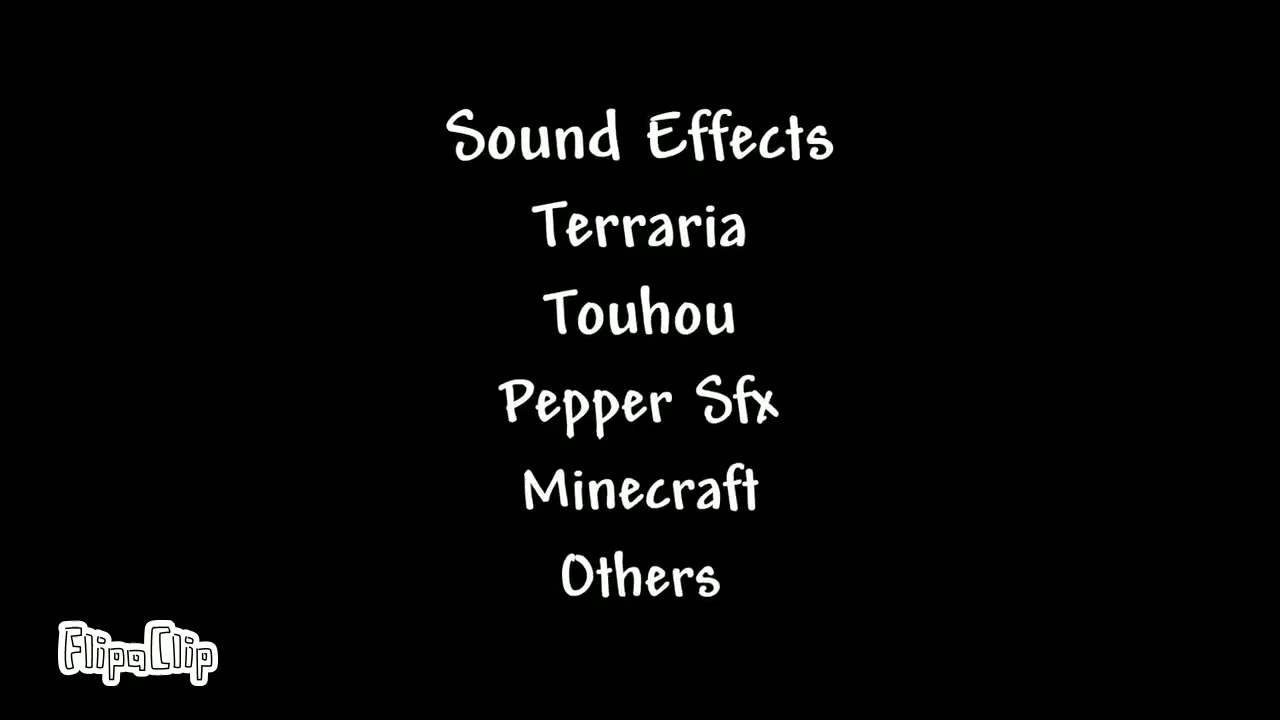 Sound Effects
Terraria
Touhou
Pepper Sfx
Minecraft
Others
FlipaClip